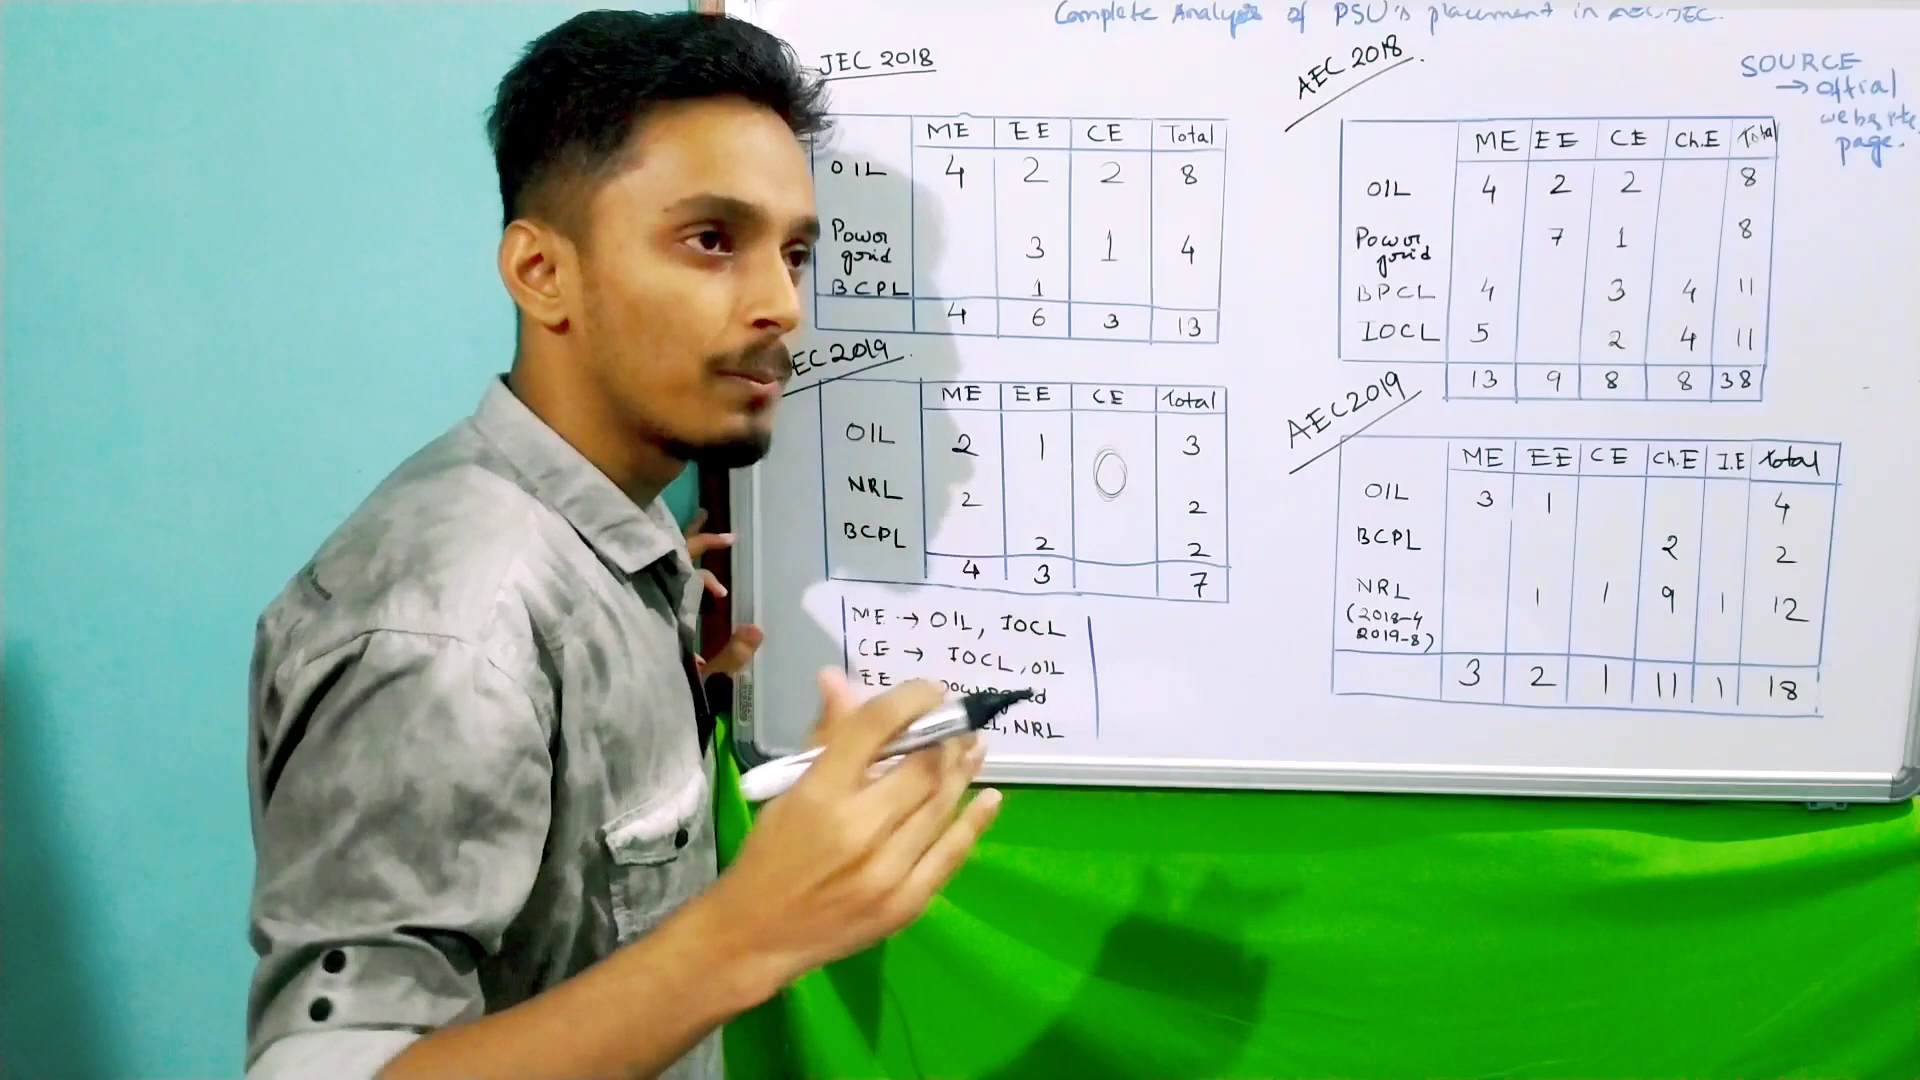 Complete Analysis of PSU's placement in AEC/JEC.
JEC 2018
ME EE CE Total
OIL 4 2 2 8
Power grid 3 1 4
BCPL 1
4 6 3 13
EC 2019
ME EE CE Total
OIL 2 1 0 3
NRL 2 2
BCPL 2 2
4 3 7
ME → OIL, IOCL
CE → IOCL, OIL
EE
NRL
AEC 2018.
ME EE CE Ch.E Total
OIL 4 2 2 8
Power grid 7 1 8
BPCL 4 3 4 11
IOCL 5 2 4 11
13 9 8 8 38
AEC 2019
ME EE CE Ch.E I.E Total
OIL 3 1 4
BCPL 2 2
NRL 1 1 9 1 12
(2018-4
2019-8)
3 2 1 11 1 18
SOURCE
→ offial
website
page.